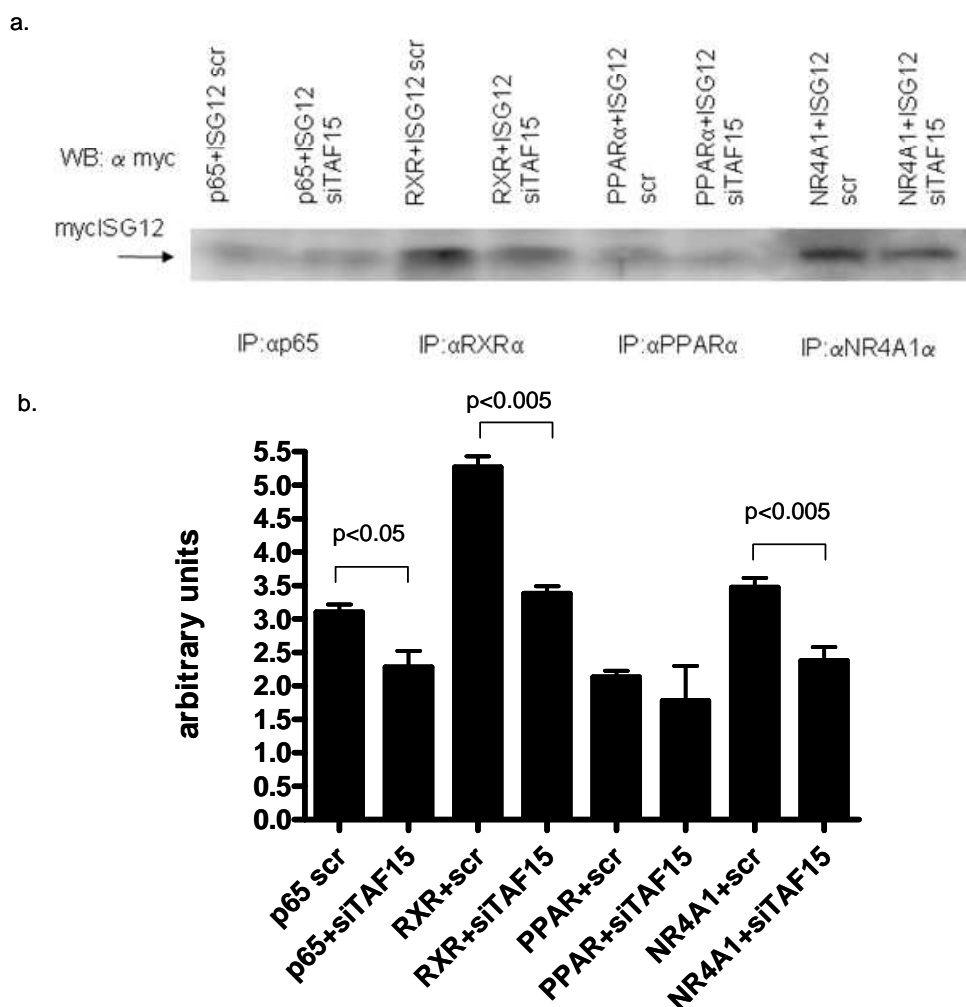 a.
WB: α myc
p65+ISG12 scr
p65+ISG12
siTAF15
RXR+ISG12 scr
RXR+ISG12
siTAF15
PPARα+ISG12
scr
PPARα+ISG12
siTAF15
NR4A1+ISG12
scr
NR4A1+ISG12
siTAF15
mycISG12
IP:αp65
IP:αRXRα
IP:αPPARα
IP:αNR4A1α
b.
p<0.05
p<0.005
p<0.005
arbitrary units
5.5
5.0
4.5
4.0
3.5
3.0
2.5
2.0
1.5
1.0
0.5
0.0
p65 scr
p65+siTAF15
RXR+scr
RXR+siTAF15
PPAR+scr
PPAR+siTAF15
NR4A1+scr
NR4A1+siTAF15